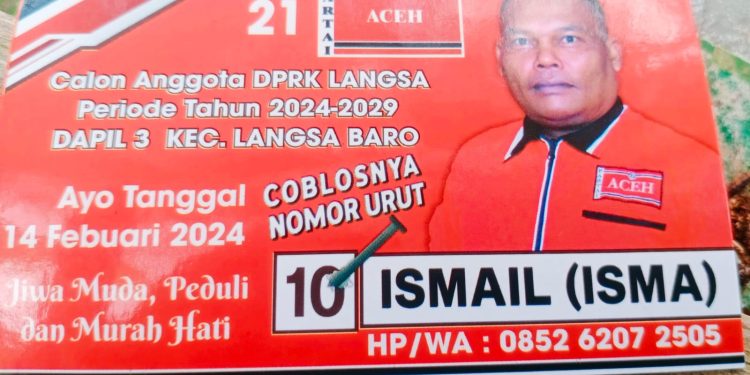 21
PARTAI
ACEH
Calon Anggota DPRK LANGSA
Periode Tahun 2024-2029
DAPIL 3 KEC. LANGSA BARO
Ayo Tanggal
14 Febuari 2024
COBLOSNYA
NOMOR URUT
ACEH
Jiwa Muda, Peduli
dan Murah Hati
10
ISMAIL (ISMA)
HP/WA : 0852 6207 2505